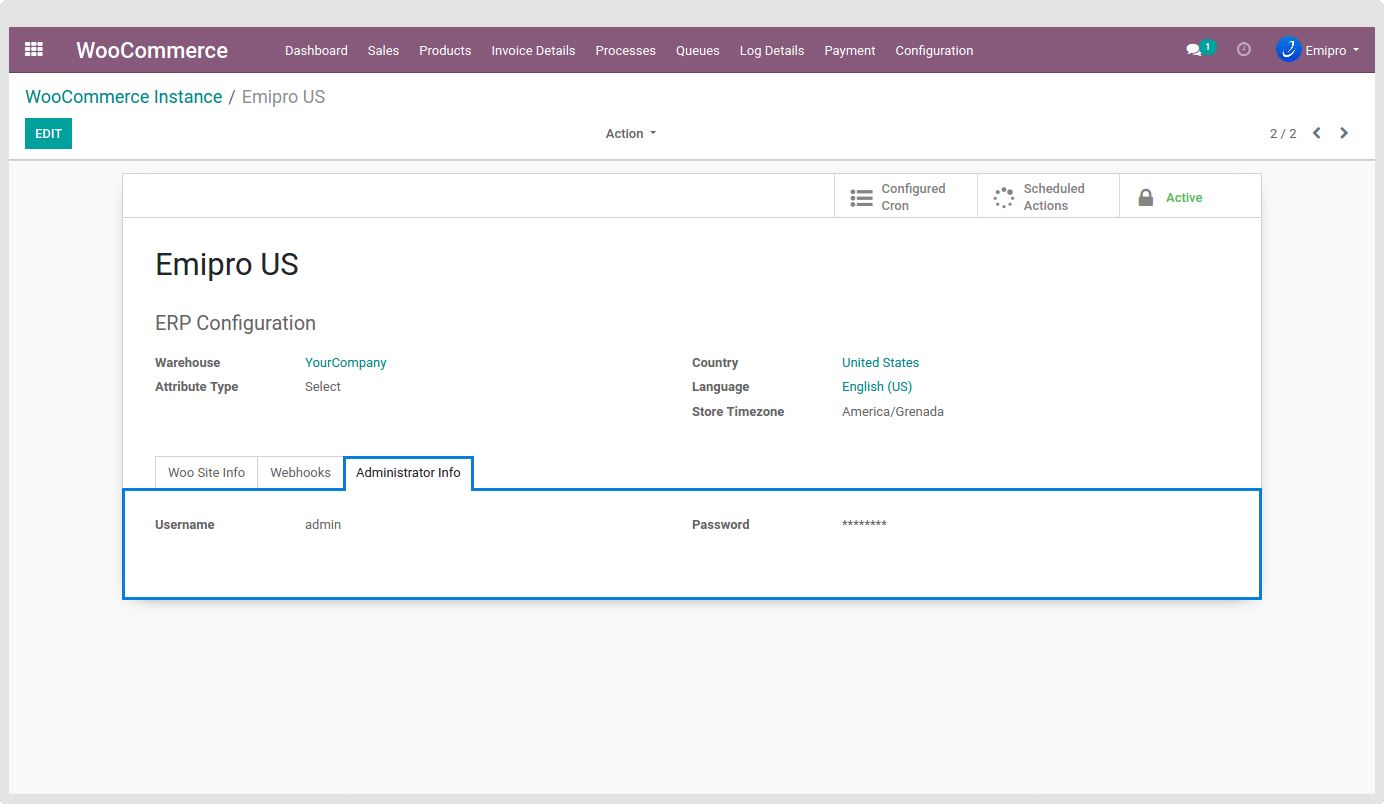 WooCommerce Dashboard Sales Products Invoice Details Processes Queues Log Details Payment Configuration 1 Emipro
WooCommerce Instance / Emipro US
EDIT Action 2 / 2
Configured Cron
Scheduled Actions
Active
Emipro US
ERP Configuration
Warehouse YourCompany Country United States
Attribute Type Select Language English (US)
Store Timezone America/Grenada
Woo Site Info Webhooks Administrator Info
Username admin Password ********